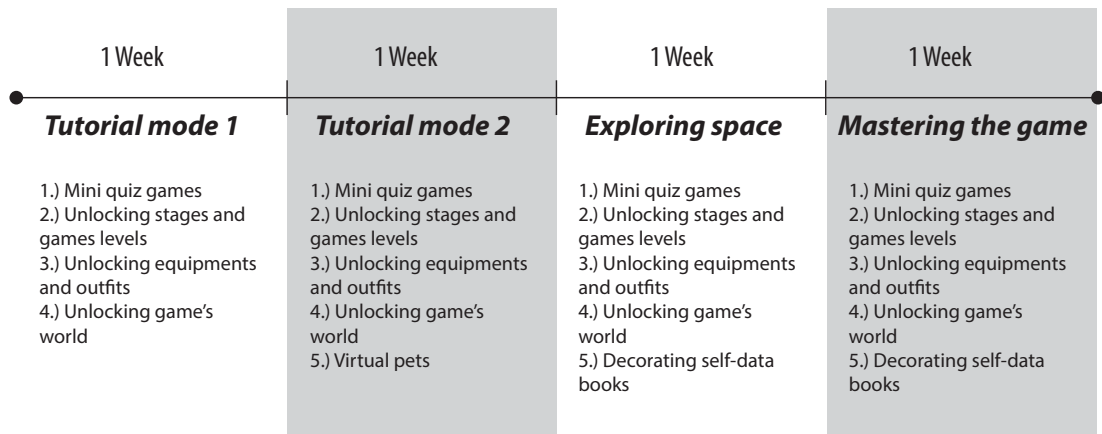 1 Week
1 Week
1 Week
1 Week
Tutorial mode 1
Tutorial mode 2
Exploring space
Mastering the game
1.) Mini quiz games
2.) Unlocking stages and
games levels
3.) Unlocking equipments
and outfits
4.) Unlocking game's
world
1.) Mini quiz games
2.) Unlocking stages and
games levels
3.) Unlocking equipments
and outfits
4.) Unlocking game's
world
5.) Virtual pets
1.) Mini quiz games
2.) Unlocking stages and
games levels
3.) Unlocking equipments
and outfits
4.) Unlocking game's
world
5.) Decorating self-data
books
1.) Mini quiz games
2.) Unlocking stages and
games levels
3.) Unlocking equipments
and outfits
4.) Unlocking game's
world
5.) Decorating self-data
books